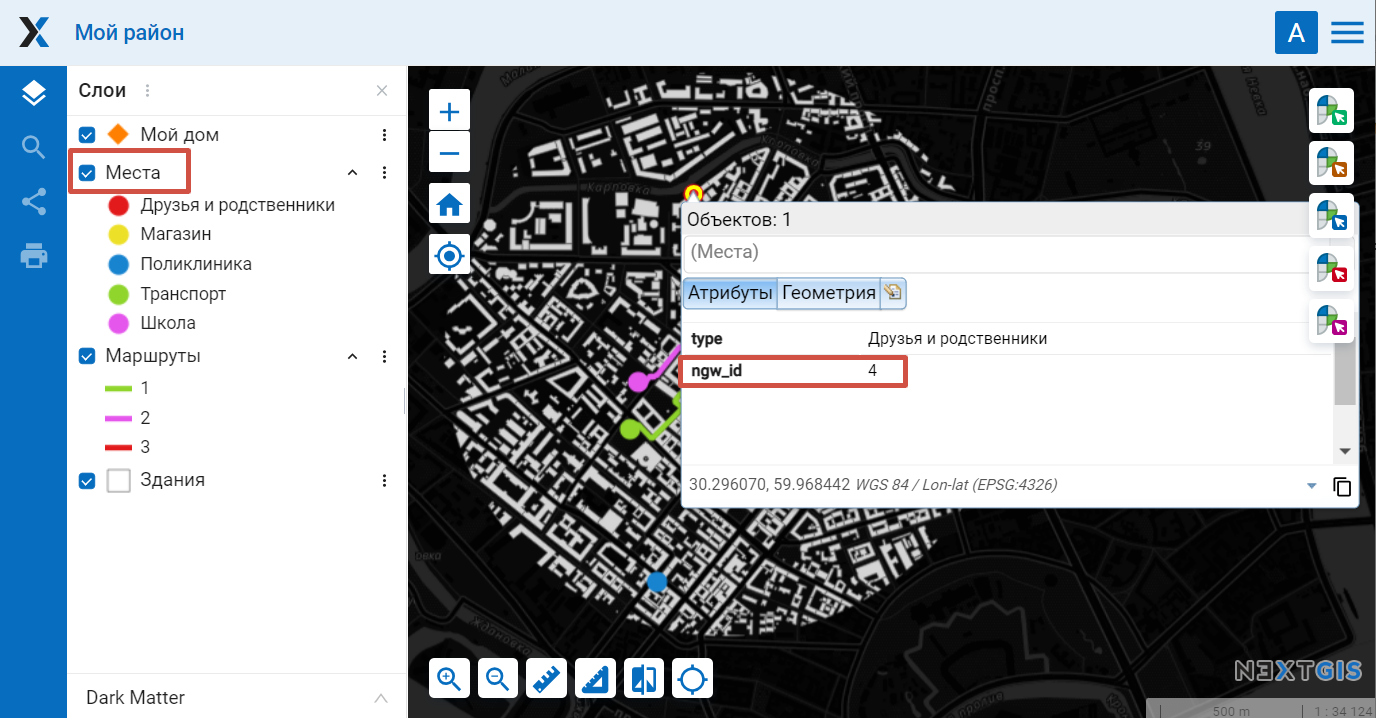 Мой район
A
Слои
Мой дом
Места
Друзья и родственники
Магазин
Поликлиника
Транспорт
Школа
Маршруты
1
2
3
Здания
Dark Matter
Карповка
39
Ждановка
Объектов: 1
(Места)
Атрибуты Геометрия
type Друзья и родственники
ngw_id 4
30.296070, 59.968442 WGS 84 / Lon-lat (EPSG:4326)
NEXTGIS
500 m 1 : 34 124